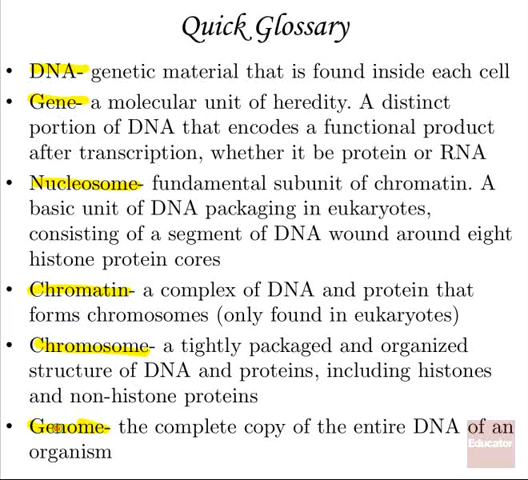 Quick Glossary
• DNA- genetic material that is found inside each cell
• Gene- a molecular unit of heredity. A distinct
portion of DNA that encodes a functional product
after transcription, whether it be protein or RNA
• Nucleosome- fundamental subunit of chromatin. A
basic unit of DNA packaging in eukaryotes,
consisting of a segment of DNA wound around eight
histone protein cores
• Chromatin- a complex of DNA and protein that
forms chromosomes (only found in eukaryotes)
• Chromosome- a tightly packaged and organized
structure of DNA and proteins, including histones
and non-histone proteins
• Genome- the complete copy of the entire DNA of an
organism
Educator